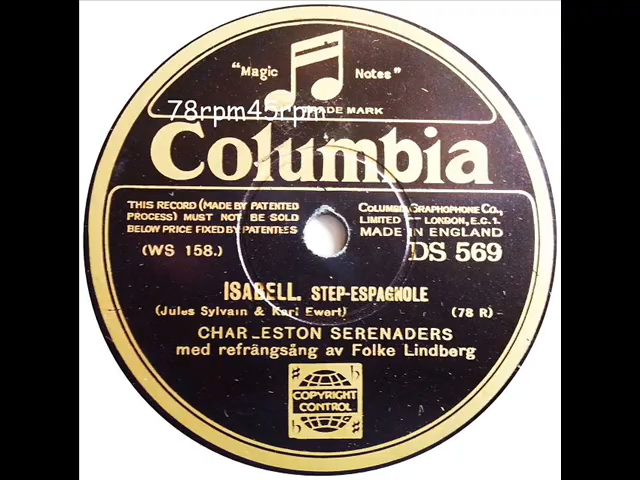 "Magic Notes"
TRADE MARK
78rpm45rpm
Columbia
THIS RECORD (MADE BY PATENTED
PROCESS) MUST NOT BE SOLD
BELOW PRICE FIXED BY PATENTEES
(WS 158.)
COLUMBIA GRAPHOPHONE CO.,
LIMITED LONDON, E.C.1.
MADE IN ENGLAND
DS 569
ISABELL. STEP-ESPAGNOLE
(Jules Sylvain & Karl Ewert) (78 R)
CHARLESTON SERENADERS
med refrängsång av Folke Lindberg
COPYRIGHT
CONTROL